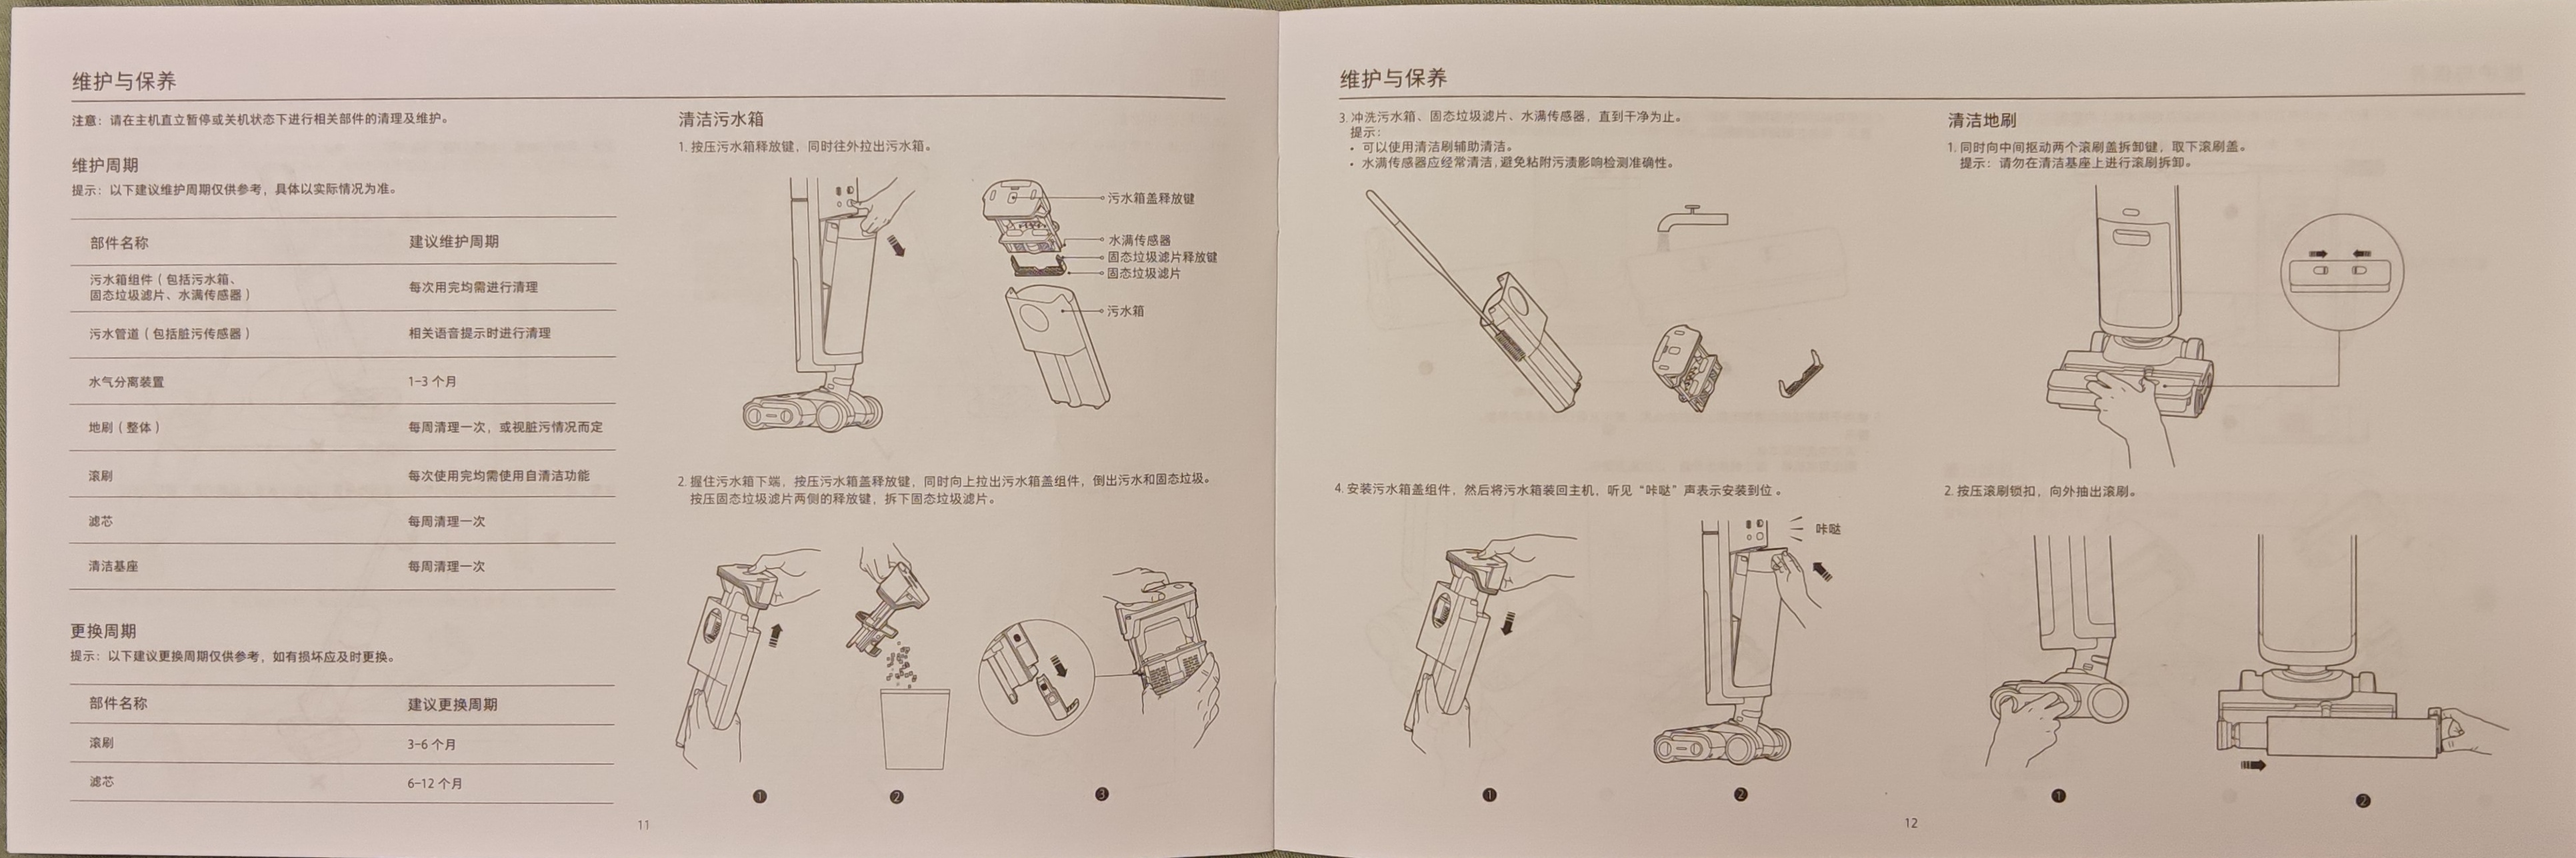 维护与保养
注意：请在主机直立暂停或关机状态下进行相关部件的清理及维护。
维护周期
提示：以下建议维护周期仅供参考，具体以实际情况为准。
部件名称 建议维护周期
污水箱组件（包括污水箱、
固态垃圾滤片、水满传感器） 每次用完均需进行清理
污水管道（包括脏污传感器） 相关语音提示时进行清理
水气分离装置 1-3 个月
地刷（整体） 每周清理一次，或视脏污情况而定
滚刷 每次使用完均需使用自清洁功能
滤芯 每周清理一次
清洁基座 每周清理一次
更换周期
提示：以下建议更换周期仅供参考，如有损坏应及时更换。
部件名称 建议更换周期
滚刷 3-6 个月
滤芯 6-12 个月
清洁污水箱
1. 按压污水箱释放键，同时往外拉出污水箱。
污水箱盖释放键
水满传感器
固态垃圾滤片释放键
固态垃圾滤片
污水箱
2. 握住污水箱下端，按压污水箱盖释放键，同时向上拉出污水箱盖组件，倒出污水和固态垃圾。
按压固态垃圾滤片两侧的释放键，拆下固态垃圾滤片。
1 2 3
11
维护与保养
3. 冲洗污水箱、固态垃圾滤片、水满传感器，直到干净为止。
提示：
· 可以使用清洁刷辅助清洁。
· 水满传感器应经常清洁，避免粘附污渍影响检测准确性。
4. 安装污水箱盖组件，然后将污水箱装回主机，听见“咔哒”声表示安装到位。
咔哒
1 2
清洁地刷
1. 同时向中间抠动两个滚刷盖拆卸键，取下滚刷盖。
提示：请勿在清洁基座上进行滚刷拆卸。
2. 按压滚刷锁扣，向外抽出滚刷。
1 2
12